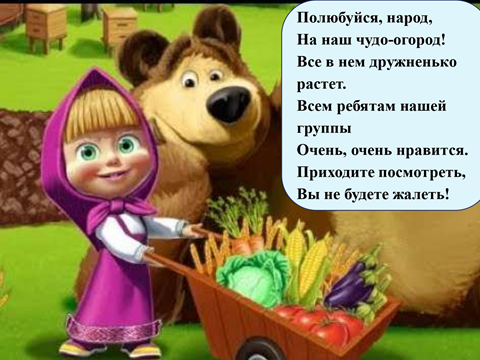 Полюбуйся, народ,
На наш чудо-огород!
Все в нем дружненько
растет.
Всем ребятам нашей
группы
Очень, очень нравится.
Приходите посмотреть,
Вы не будете жалеть!